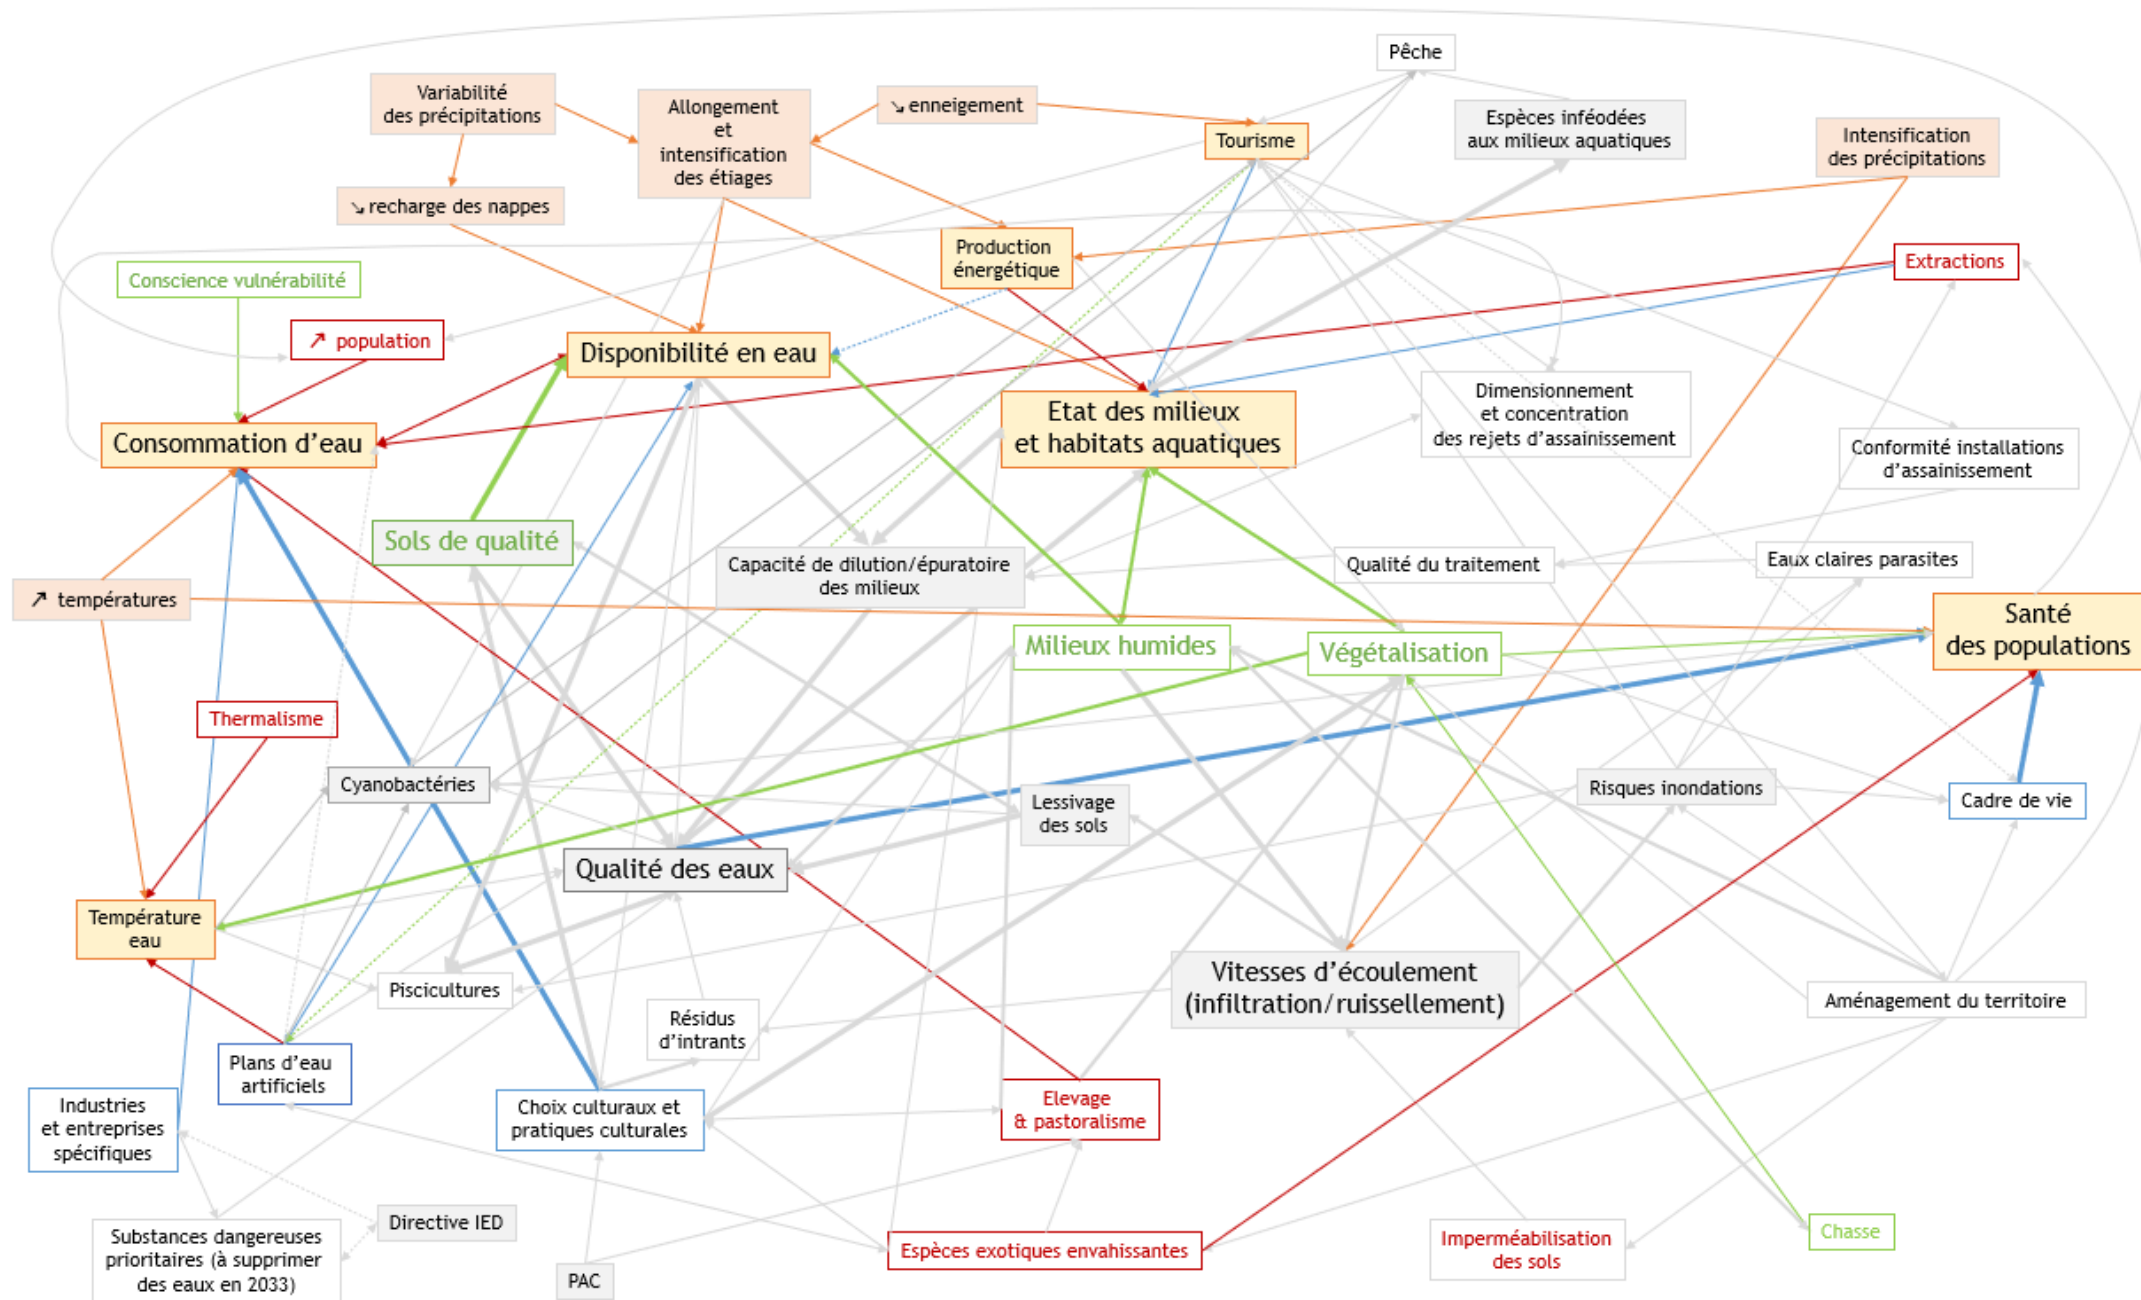 Pêche
Variabilité
des précipitations
Allongement
et
intensification
des étiages
↘ enneigement
Tourisme
Espèces inféodées
aux milieux aquatiques
Intensification
des précipitations
↘ recharge des nappes
Production
énergétique
Extractions
Conscience vulnérabilité
↗ population
Disponibilité en eau
Etat des milieux
et habitats aquatiques
Dimensionnement
et concentration
des rejets d’assainissement
Consommation d’eau
Conformité installations
d’assainissement
Sols de qualité
Capacité de dilution/épuratoire
des milieux
Qualité du traitement
Eaux claires parasites
↗ températures
Santé
des populations
Milieux humides
Végétalisation
Thermalisme
Cyanobactéries
Lessivage
des sols
Risques inondations
Cadre de vie
Qualité des eaux
Température
eau
Piscicultures
Vitesses d’écoulement
(infiltration/ruissellement)
Aménagement du territoire
Résidus
d’intrants
Plans d’eau
artificiels
Industries
et entreprises
spécifiques
Choix culturaux et
pratiques culturales
Elevage
& pastoralisme
Directive IED
Substances dangereuses
prioritaires (à supprimer
des eaux en 2033)
PAC
Espèces exotiques envahissantes
Imperméabilisation
des sols
Chasse